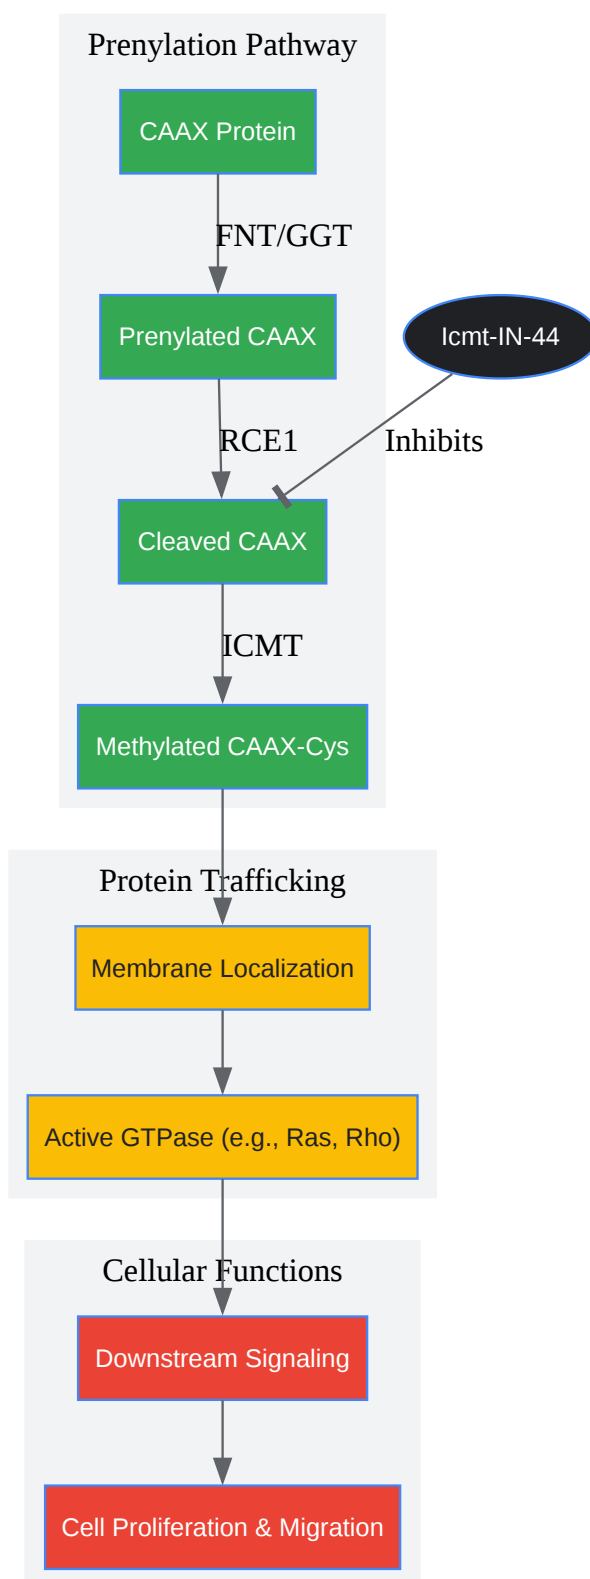 Prenylation Pathway
CAAX Protein
FNT/GGT
Prenylated CAAX
Icmt-IN-44
RCE1
Inhibits
Cleaved CAAX
ICMT
Methylated CAAX-Cys
Protein Trafficking
Membrane Localization
Active GTPase (e.g., Ras, Rho)
Cellular Functions
Downstream Signaling
Cell Proliferation & Migration